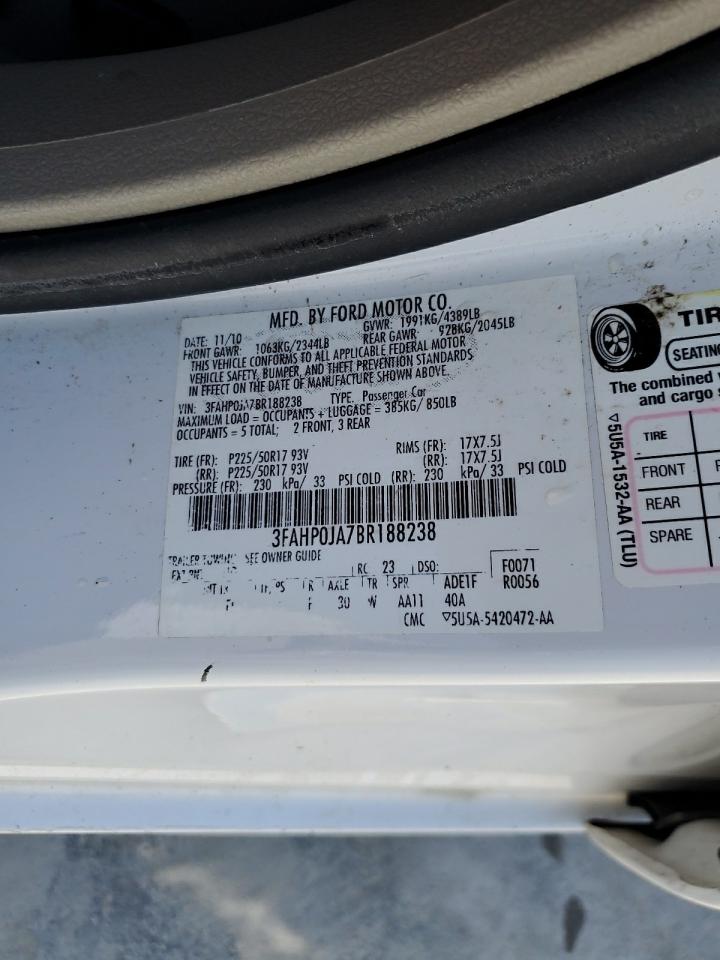 MFD. BY FORD MOTOR CO.
DATE: 11/10 GVWR: 1991KG/4389LB
FRONT GAWR: 1063KG/2344LB REAR GAWR: 928KG/2045LB
THIS VEHICLE CONFORMS TO ALL APPLICABLE FEDERAL MOTOR
VEHICLE SAFETY, BUMPER, AND THEFT PREVENTION STANDARDS
IN EFFECT ON THE DATE OF MANUFACTURE SHOWN ABOVE.
VIN: 3FAHP0JA7BR188238 TYPE: Passenger Car
MAXIMUM LOAD = OCCUPANTS + LUGGAGE = 385KG/850LB
OCCUPANTS = 5 TOTAL; 2 FRONT, 3 REAR
TIRE (FR): P225/50R17 93V RIMS (FR): 17X7.5J
(RR): P225/50R17 93V (RR): 17X7.5J
PRESSURE (FR): 230 kPa/ 33 PSI COLD (RR): 230 kPa/ 33 PSI COLD
3FAHP0JA7BR188238
TRAILER TOWING SEE OWNER GUIDE
RC: 23 DSO: F0071
R AXLE TR SPR ADE1F R0056
30 W AA11 40A
CMC ▽5U5A-5420472-AA
TIR
SEATING
The combined
and cargo
TIRE
FRONT
REAR
SPARE
▽5U5A-1532-AA (TLU)